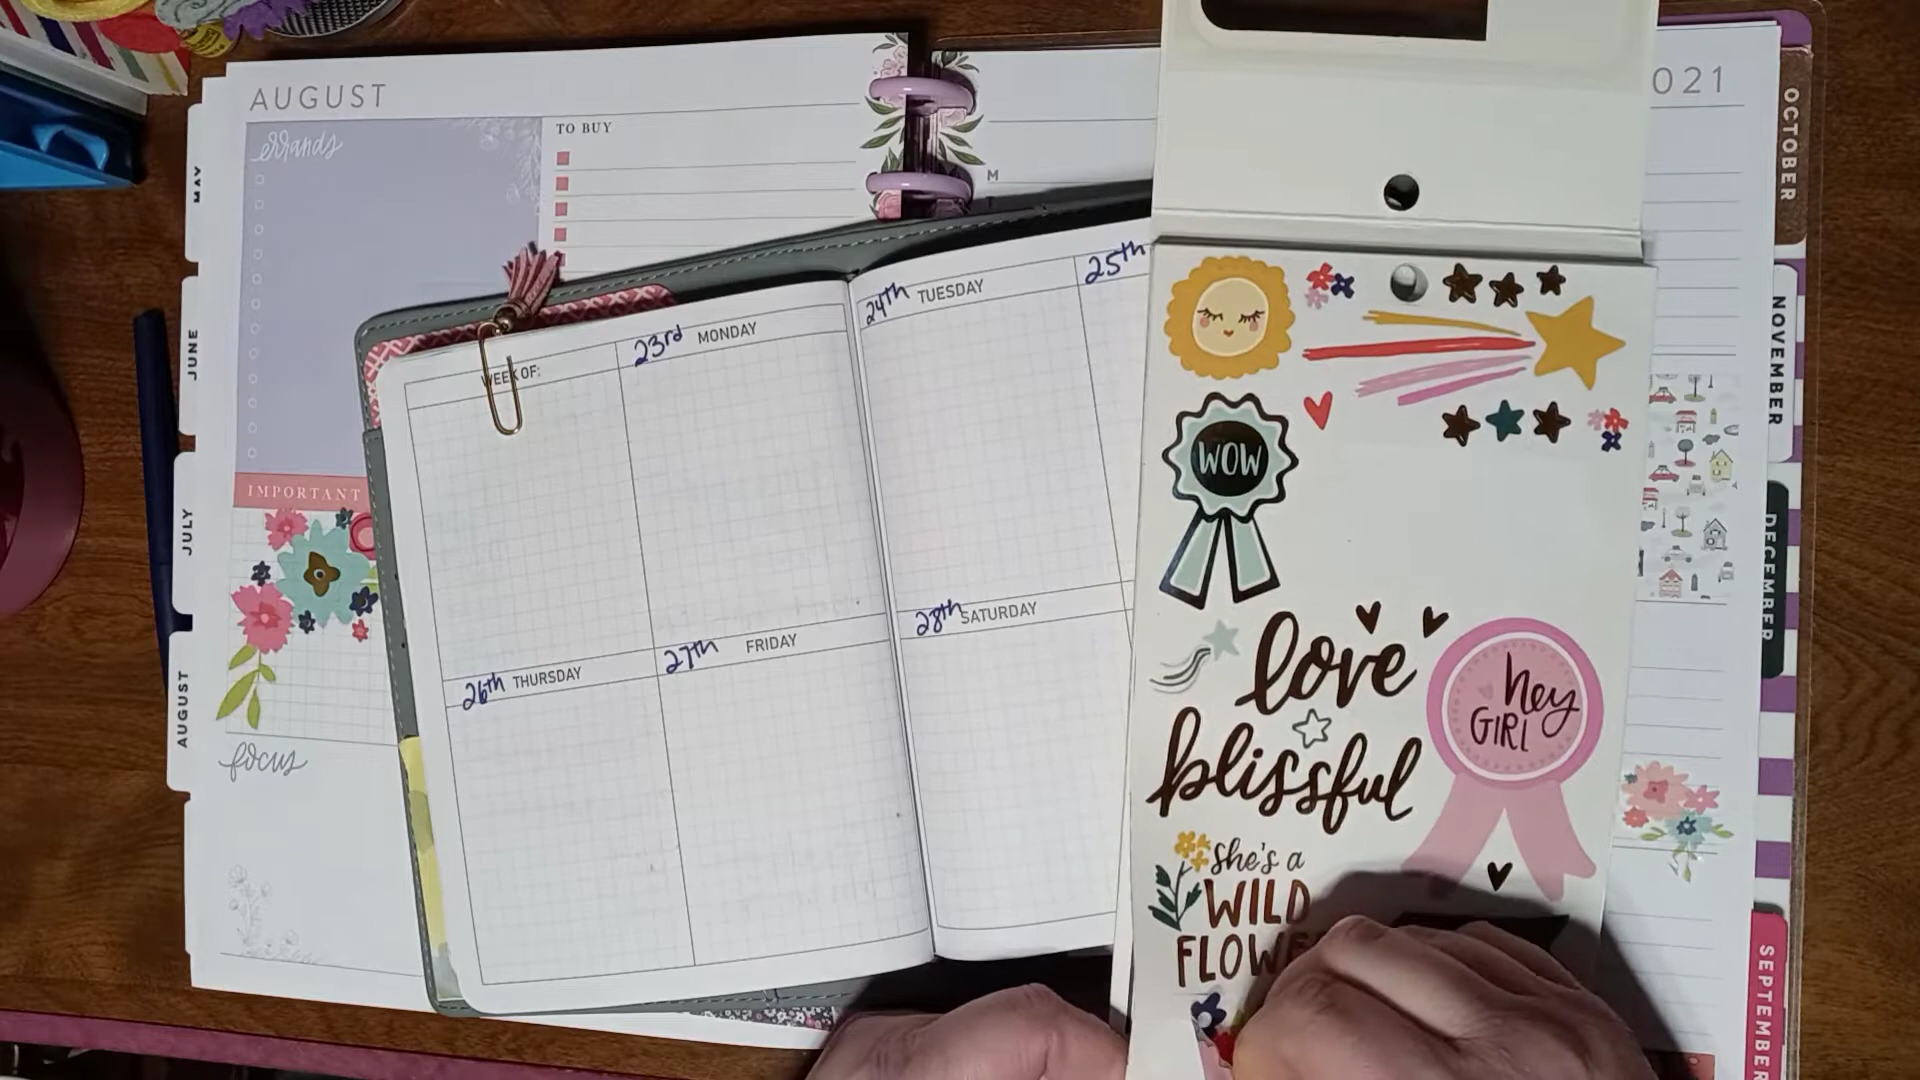 AUGUST
2021
errands
TO BUY
M
IMPORTANT
focus
MAY
JUNE
JULY
AUGUST
WEEK OF:
23rd MONDAY
24th TUESDAY
25th
26th THURSDAY
27th FRIDAY
28th SATURDAY
WOW
love
blissful
hey
GIRL
she's a
WILD
OCTOBER
NOVEMBER
DECEMBER
SEPTEMBER